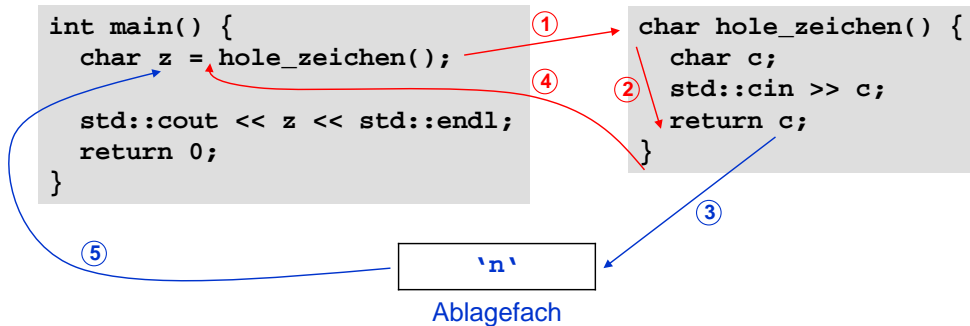 int main() {
char z = hole_zeichen();
std::cout << z << std::endl;
return 0;
}
1
4
char hole_zeichen() {
char c;
2
std::cin >> c;
return c;
}
3
5
‛n‛
Ablagefach